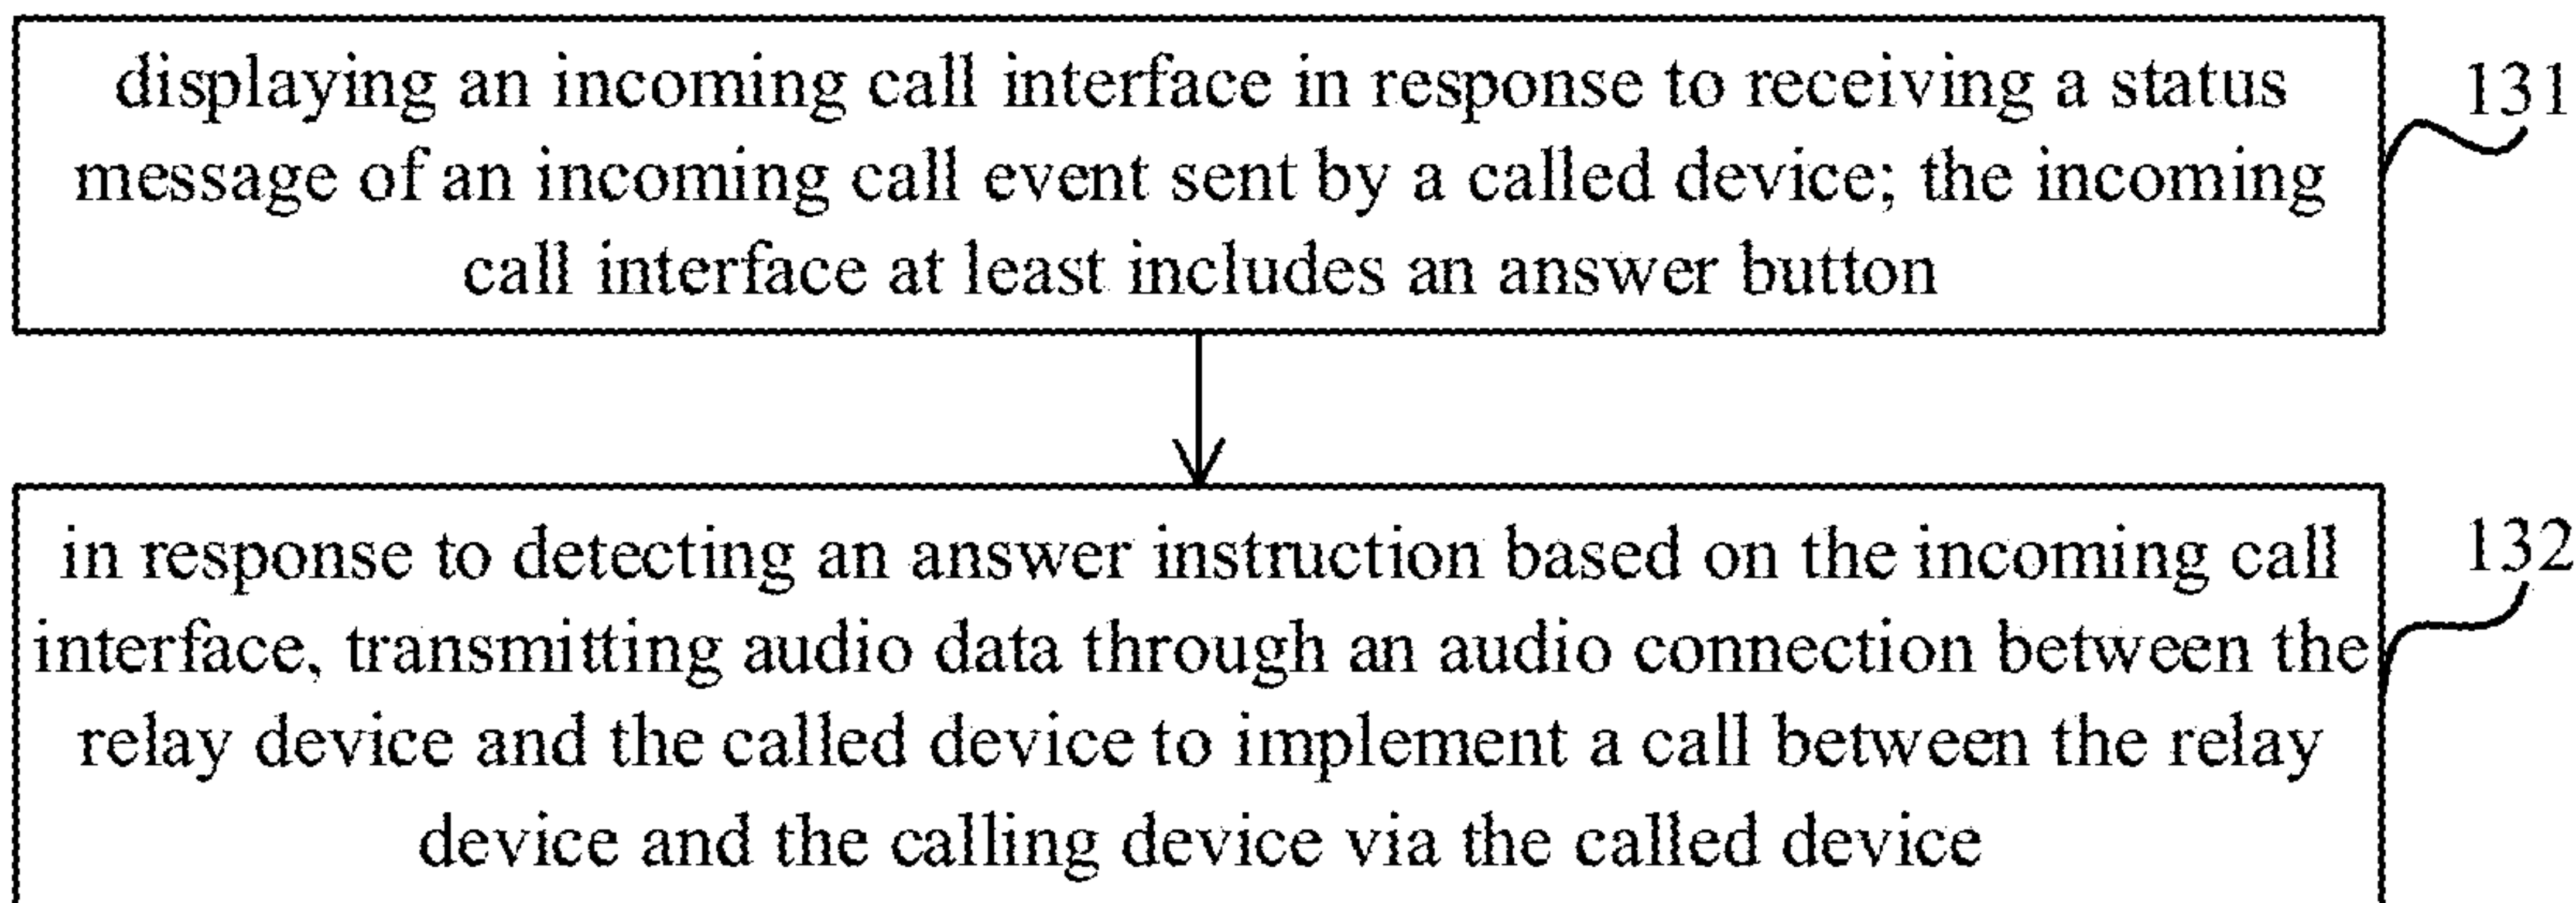 displaying an incoming call interface in response to receiving a status
message of an incoming call event sent by a called device; the incoming
call interface at least includes an answer button
131
in response to detecting an answer instruction based on the incoming call
interface, transmitting audio data through an audio connection between the
relay device and the called device to implement a call between the relay
device and the calling device via the called device
132